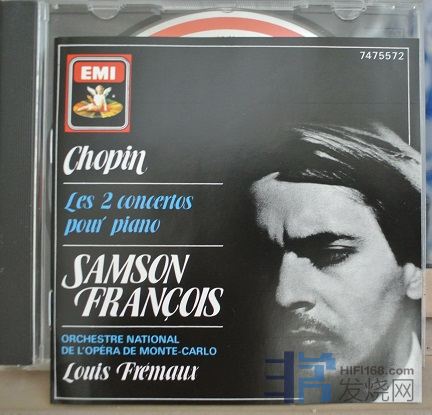 7475572
EMI
Chopin
Les 2 concertos
pour piano
SAMSON
FRANÇOIS
ORCHESTRE NATIONAL
DE L'OPÉRA DE MONTE-CARLO
Louis Frémaux
HIFI168.com
发烧网